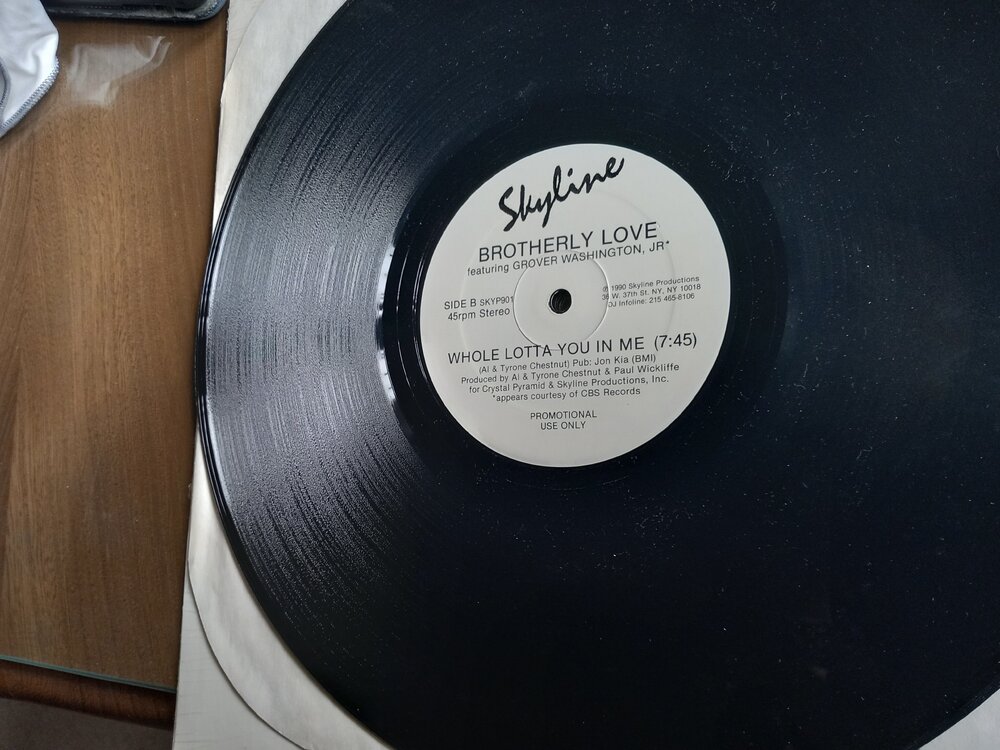 Skyline
BROTHERLY LOVE
featuring GROVER WASHINGTON, JR*
SIDE B SKYP901
45rpm Stereo
℗ 1990 Skyline Productions
36 W. 37th St. NY, NY 10018
DJ Infoline: 215 465-8106
WHOLE LOTTA YOU IN ME (7:45)
(Al & Tyrone Chestnut) Pub: Jon Kia (BMI)
Produced by Al & Tyrone Chestnut & Paul Wickliffe
for Crystal Pyramid & Skyline Productions, Inc.
*appears courtesy of CBS Records
PROMOTIONAL
USE ONLY